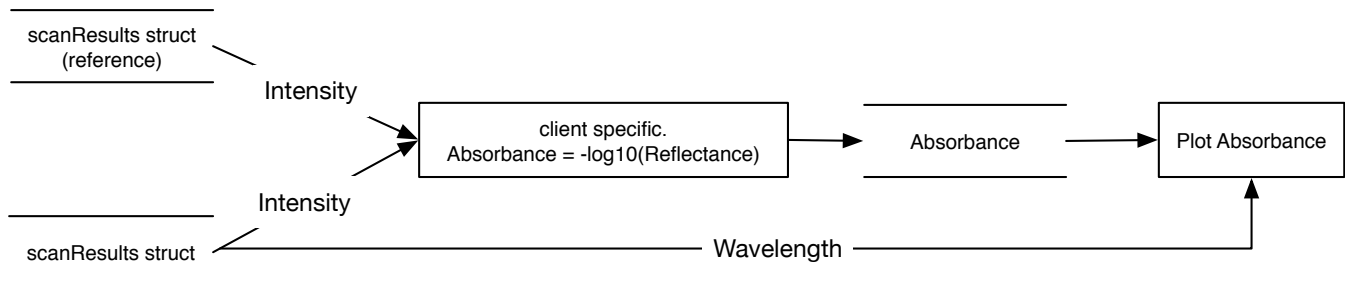 scanResults struct
(reference)
Intensity
client specific.
Absorbance = -log10(Reflectance)
Absorbance
Plot Absorbance
Intensity
scanResults struct
Wavelength